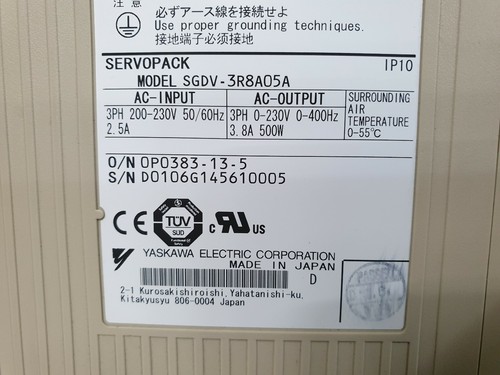 注意 必ずアース線を接続せよ
Use proper grounding techniques.
接地端子必须接地
SERVOPACK IP10
MODEL SGDV-3R8A05A
AC-INPUT AC-OUTPUT SURROUNDING AIR TEMPERATURE 0-55℃
3PH 200-230V 50/60Hz 3PH 0-230V 0-400Hz
2.5A 3.8A 500W
O/N OP0383-13-5
S/N D0106G145610005
CE TÜV SÜD c RU US
YASKAWA ELECTRIC CORPORATION
MADE IN JAPAN
D
2-1 Kurosakishiroishi, Yahatanishi-ku,
Kitakyusyu 806-0004 Japan